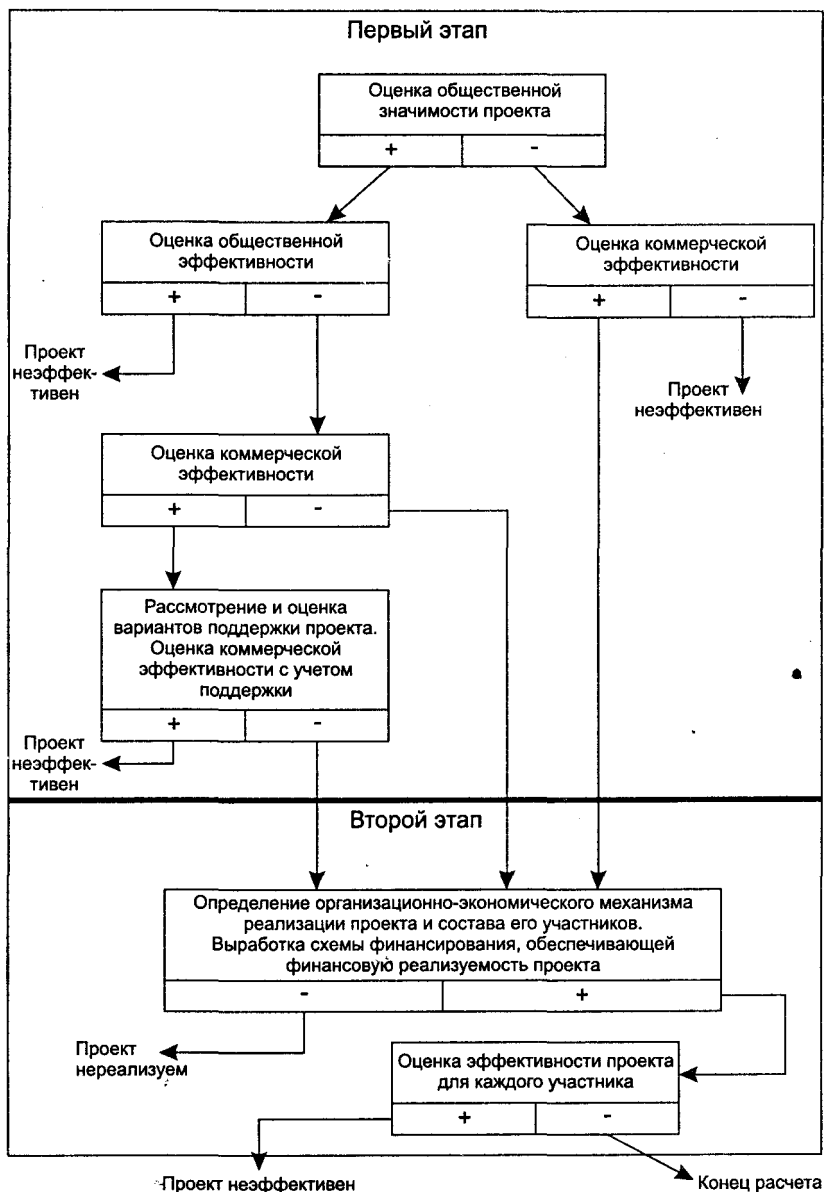 Первый этап
Оценка общественной
значимости проекта
+ -
Оценка общественной
эффективности
+ -
Оценка коммерческой
эффективности
+ -
Проект
неэффек-
тивен
Проект
неэффективен
Оценка коммерческой
эффективности
+ -
Рассмотрение и оценка
вариантов поддержки проекта.
Оценка коммерческой
эффективности с учетом
поддержки
+ -
Проект
неэффек-
тивен
Второй этап
Определение организационно-экономического механизма
реализации проекта и состава его участников.
Выработка схемы финансирования, обеспечивающей
финансовую реализуемость проекта
- +
Проект
нереализуем
Оценка эффективности проекта
для каждого участника
+ -
Проект неэффективен
Конец расчета